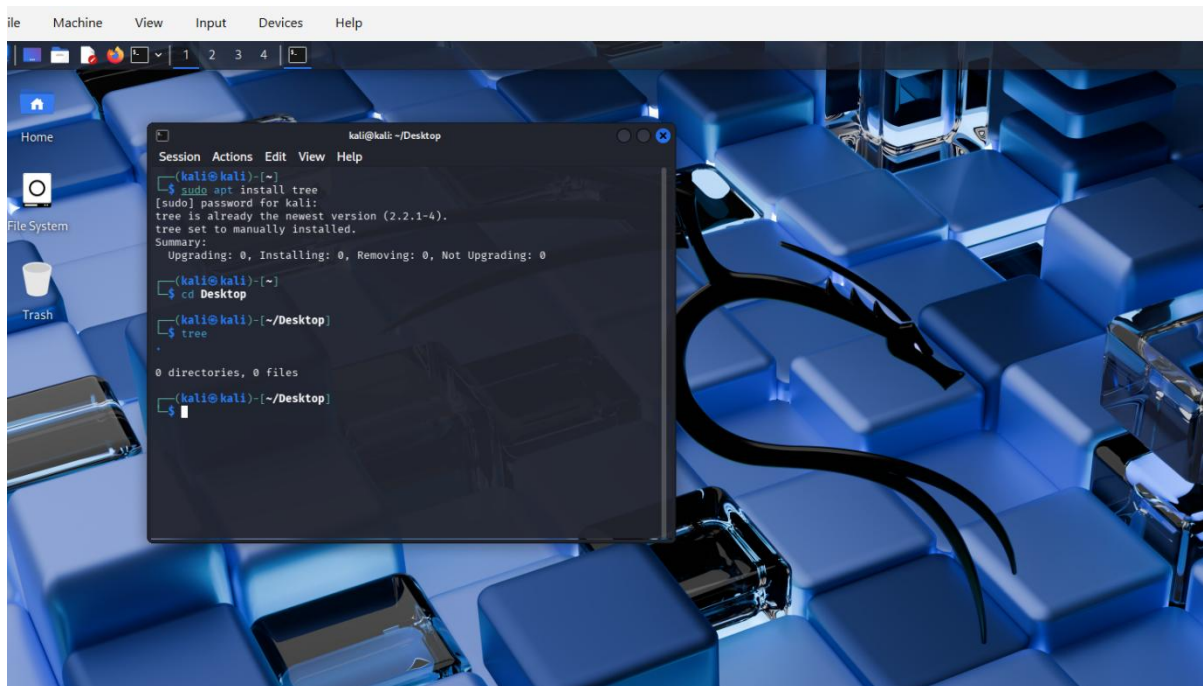 ile Machine View Input Devices Help
1 2 3 4
Home
File System
Trash
kali@kali: ~/Desktop
Session Actions Edit View Help
┌──(kali㉿kali)-[~]
└─$ sudo apt install tree
[sudo] password for kali:
tree is already the newest version (2.2.1-4).
tree set to manually installed.
Summary:
  Upgrading: 0, Installing: 0, Removing: 0, Not Upgrading: 0
┌──(kali㉿kali)-[~]
└─$ cd Desktop
┌──(kali㉿kali)-[~/Desktop]
└─$ tree
.
0 directories, 0 files
┌──(kali㉿kali)-[~/Desktop]
└─$